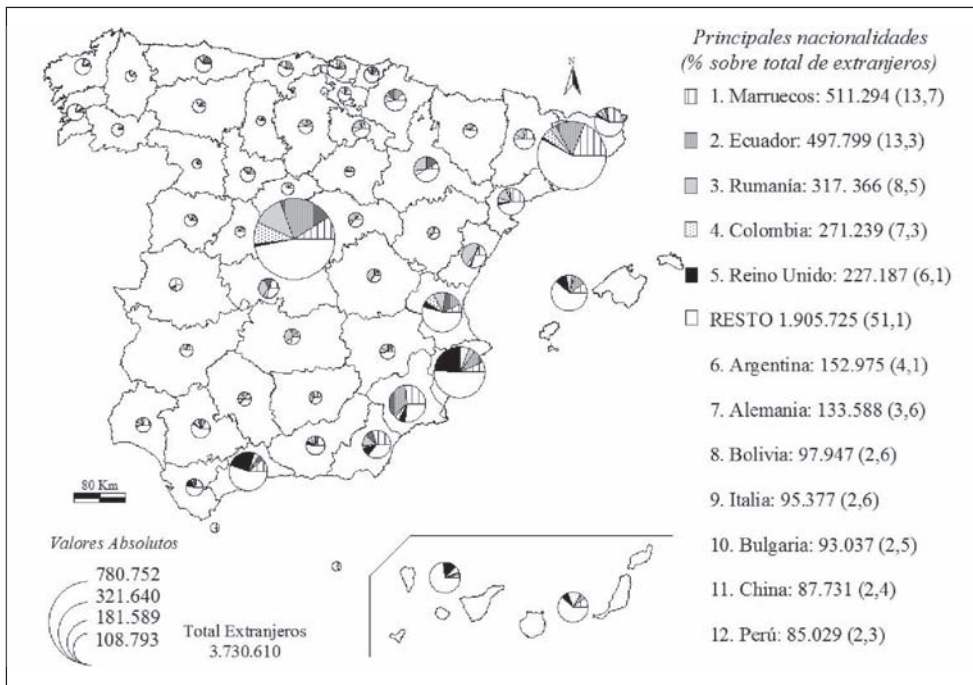 Principales nacionalidades
(% sobre total de extranjeros)
1. Marruecos: 511.294 (13,7)
2. Ecuador: 497.799 (13,3)
3. Rumanía: 317. 366 (8,5)
4. Colombia: 271.239 (7,3)
5. Reino Unido: 227.187 (6,1)
RESTO 1.905.725 (51,1)
6. Argentina: 152.975 (4,1)
7. Alemania: 133.588 (3,6)
8. Bolivia: 97.947 (2,6)
9. Italia: 95.377 (2,6)
10. Bulgaria: 93.037 (2,5)
11. China: 87.731 (2,4)
12. Perú: 85.029 (2,3)
N
80 Km
Valores Absolutos
780.752
321.640
181.589
108.793
Total Extranjeros
3.730.610